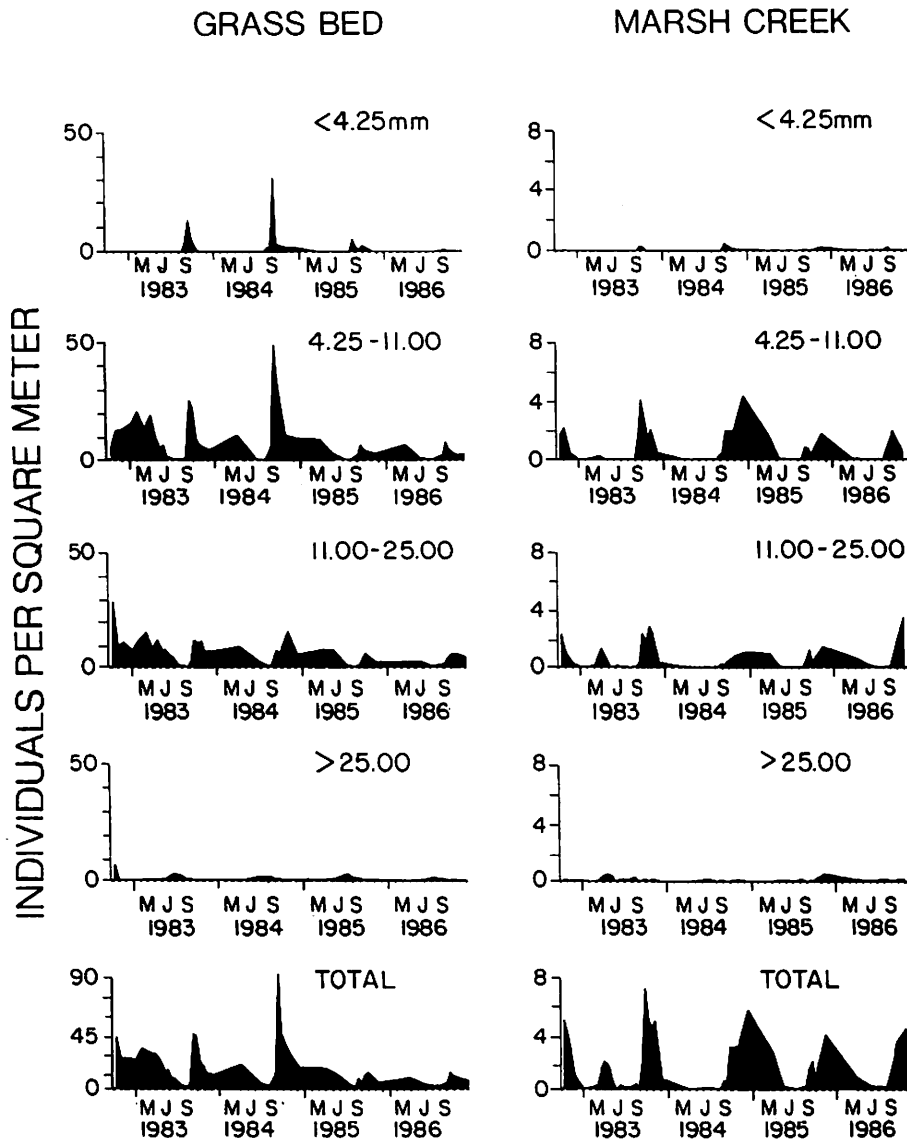 GRASS BED
MARSH CREEK
INDIVIDUALS PER SQUARE METER
<4.25mm
50
0
M J S M J S M J S M J S
1983 1984 1985 1986
<4.25mm
8
4
0
M J S M J S M J S M J S
1983 1984 1985 1986
4.25-11.00
50
0
M J S M J S M J S M J S
1983 1984 1985 1986
4.25-11.00
8
4
0
M J S M J S M J S M J S
1983 1984 1985 1986
11.00-25.00
50
0
M J S M J S M J S M J S
1983 1984 1985 1986
11.00-25.00
8
4
0
M J S M J S M J S M J S
1983 1984 1985 1986
>25.00
50
0
M J S M J S M J S M J S
1983 1984 1985 1986
>25.00
8
4
0
M J S M J S M J S M J S
1983 1984 1985 1986
TOTAL
90
45
0
M J S M J S M J S M J S
1983 1984 1985 1986
TOTAL
8
4
0
M J S M J S M J S M J S
1983 1984 1985 1986